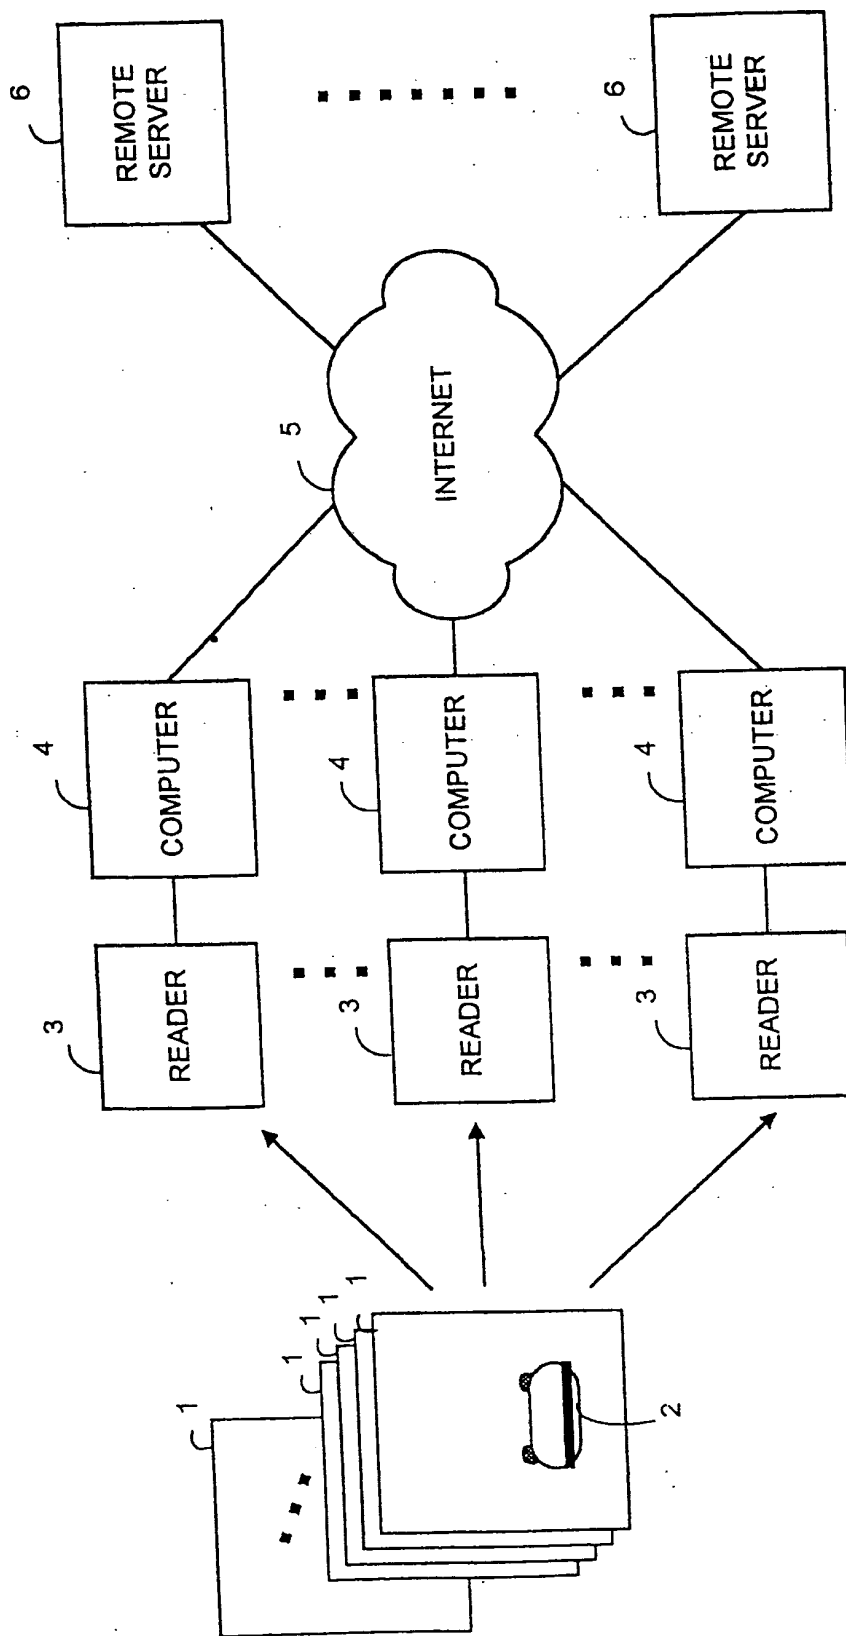 6
REMOTE
SERVER
6
REMOTE
SERVER
5
INTERNET
4
COMPUTER
4
COMPUTER
4
COMPUTER
3
READER
3
READER
3
READER
1
1
1
1
1
2